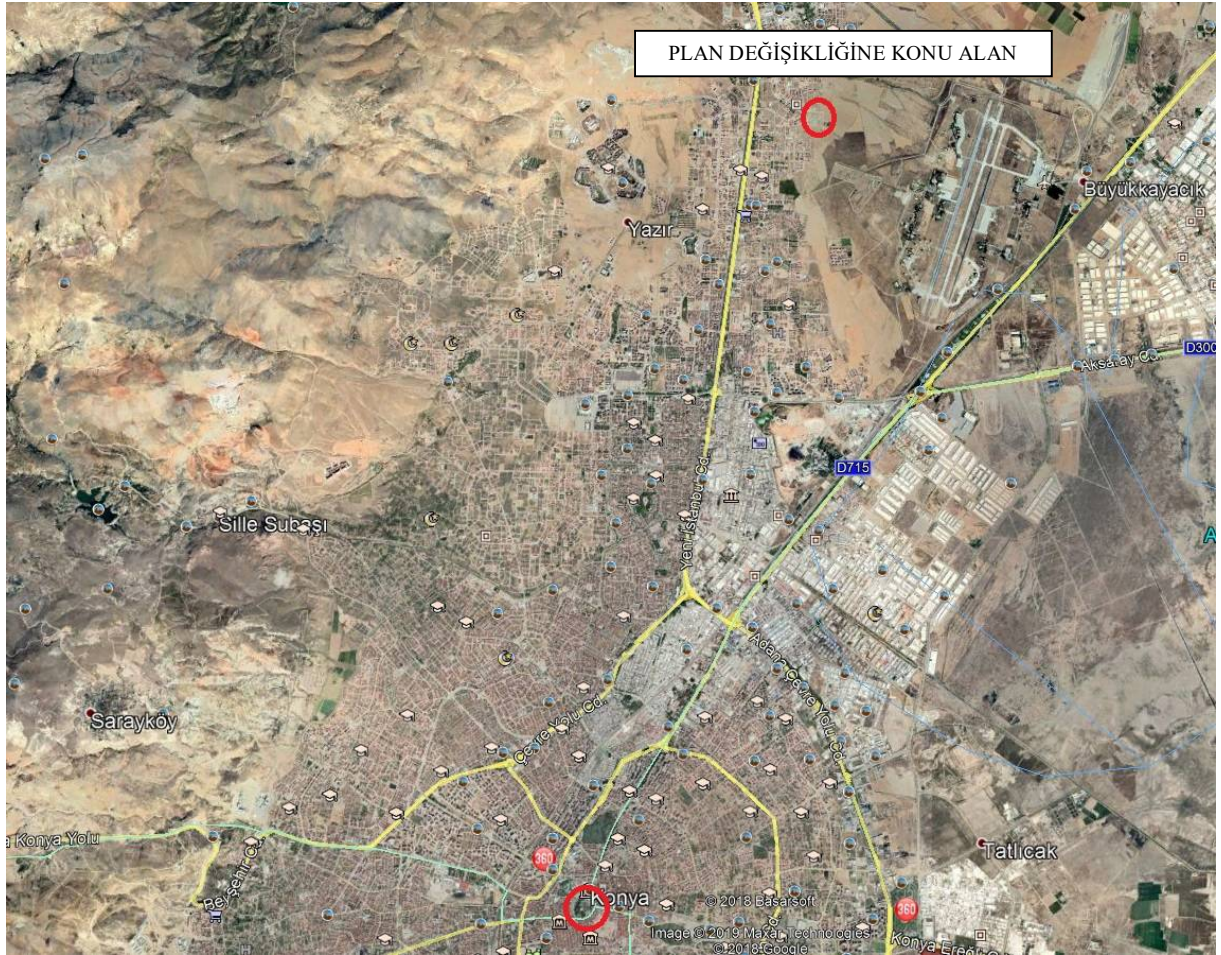 PLAN DEĞİŞİKLİĞİNE KONU ALAN
Büyükkayacık
Yazır
D300
Aksaray Cd.
D715
Yeni İstanbul Cd.
Sille Subaşı
Adana Çevre Yolu Cd.
Sarayköy
Çevre Yolu Cd.
Konya Yolu
Tatlıcak
360
Beyşehir Cd.
Konya
360
© 2018 Basarsoft
Image © 2019 Maxar Technologies
© 2018 Google
Konya Ereğli